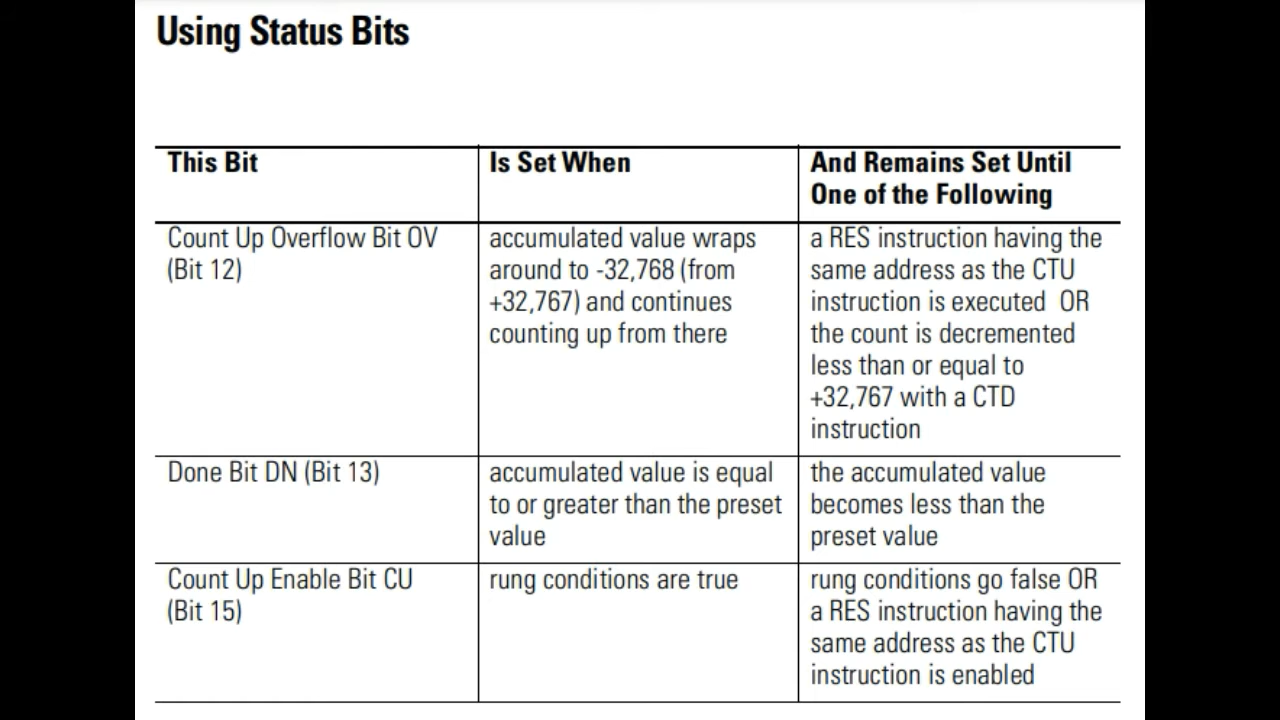 Using Status Bits
This Bit
Is Set When
And Remains Set Until
One of the Following
Count Up Overflow Bit OV
(Bit 12)
accumulated value wraps
around to -32,768 (from
+32,767) and continues
counting up from there
a RES instruction having the
same address as the CTU
instruction is executed OR
the count is decremented
less than or equal to
+32,767 with a CTD
instruction
Done Bit DN (Bit 13)
accumulated value is equal
to or greater than the preset
value
the accumulated value
becomes less than the
preset value
Count Up Enable Bit CU
(Bit 15)
rung conditions are true
rung conditions go false OR
a RES instruction having the
same address as the CTU
instruction is enabled